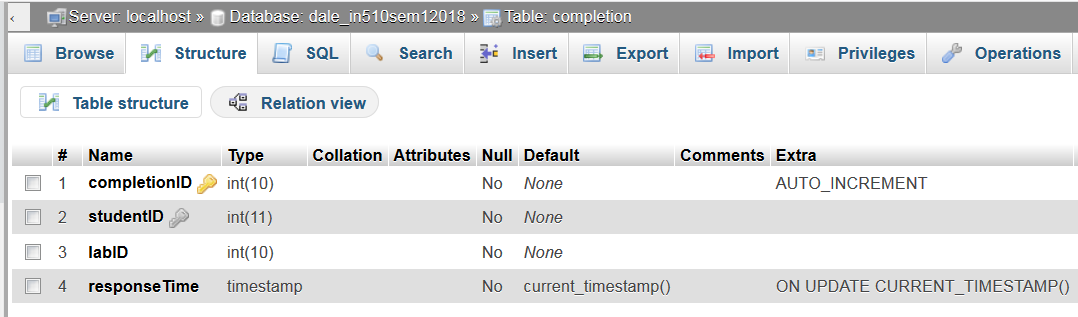 Server: localhost » Database: dale_in510sem12018 » Table: completion
Browse Structure SQL Search Insert Export Import Privileges Operations
Table structure Relation view
# Name Type Collation Attributes Null Default Comments Extra
1 completionID int(10) No None AUTO_INCREMENT
2 studentID int(11) No None
3 labID int(10) No None
4 responseTime timestamp No current_timestamp() ON UPDATE CURRENT_TIMESTAMP()